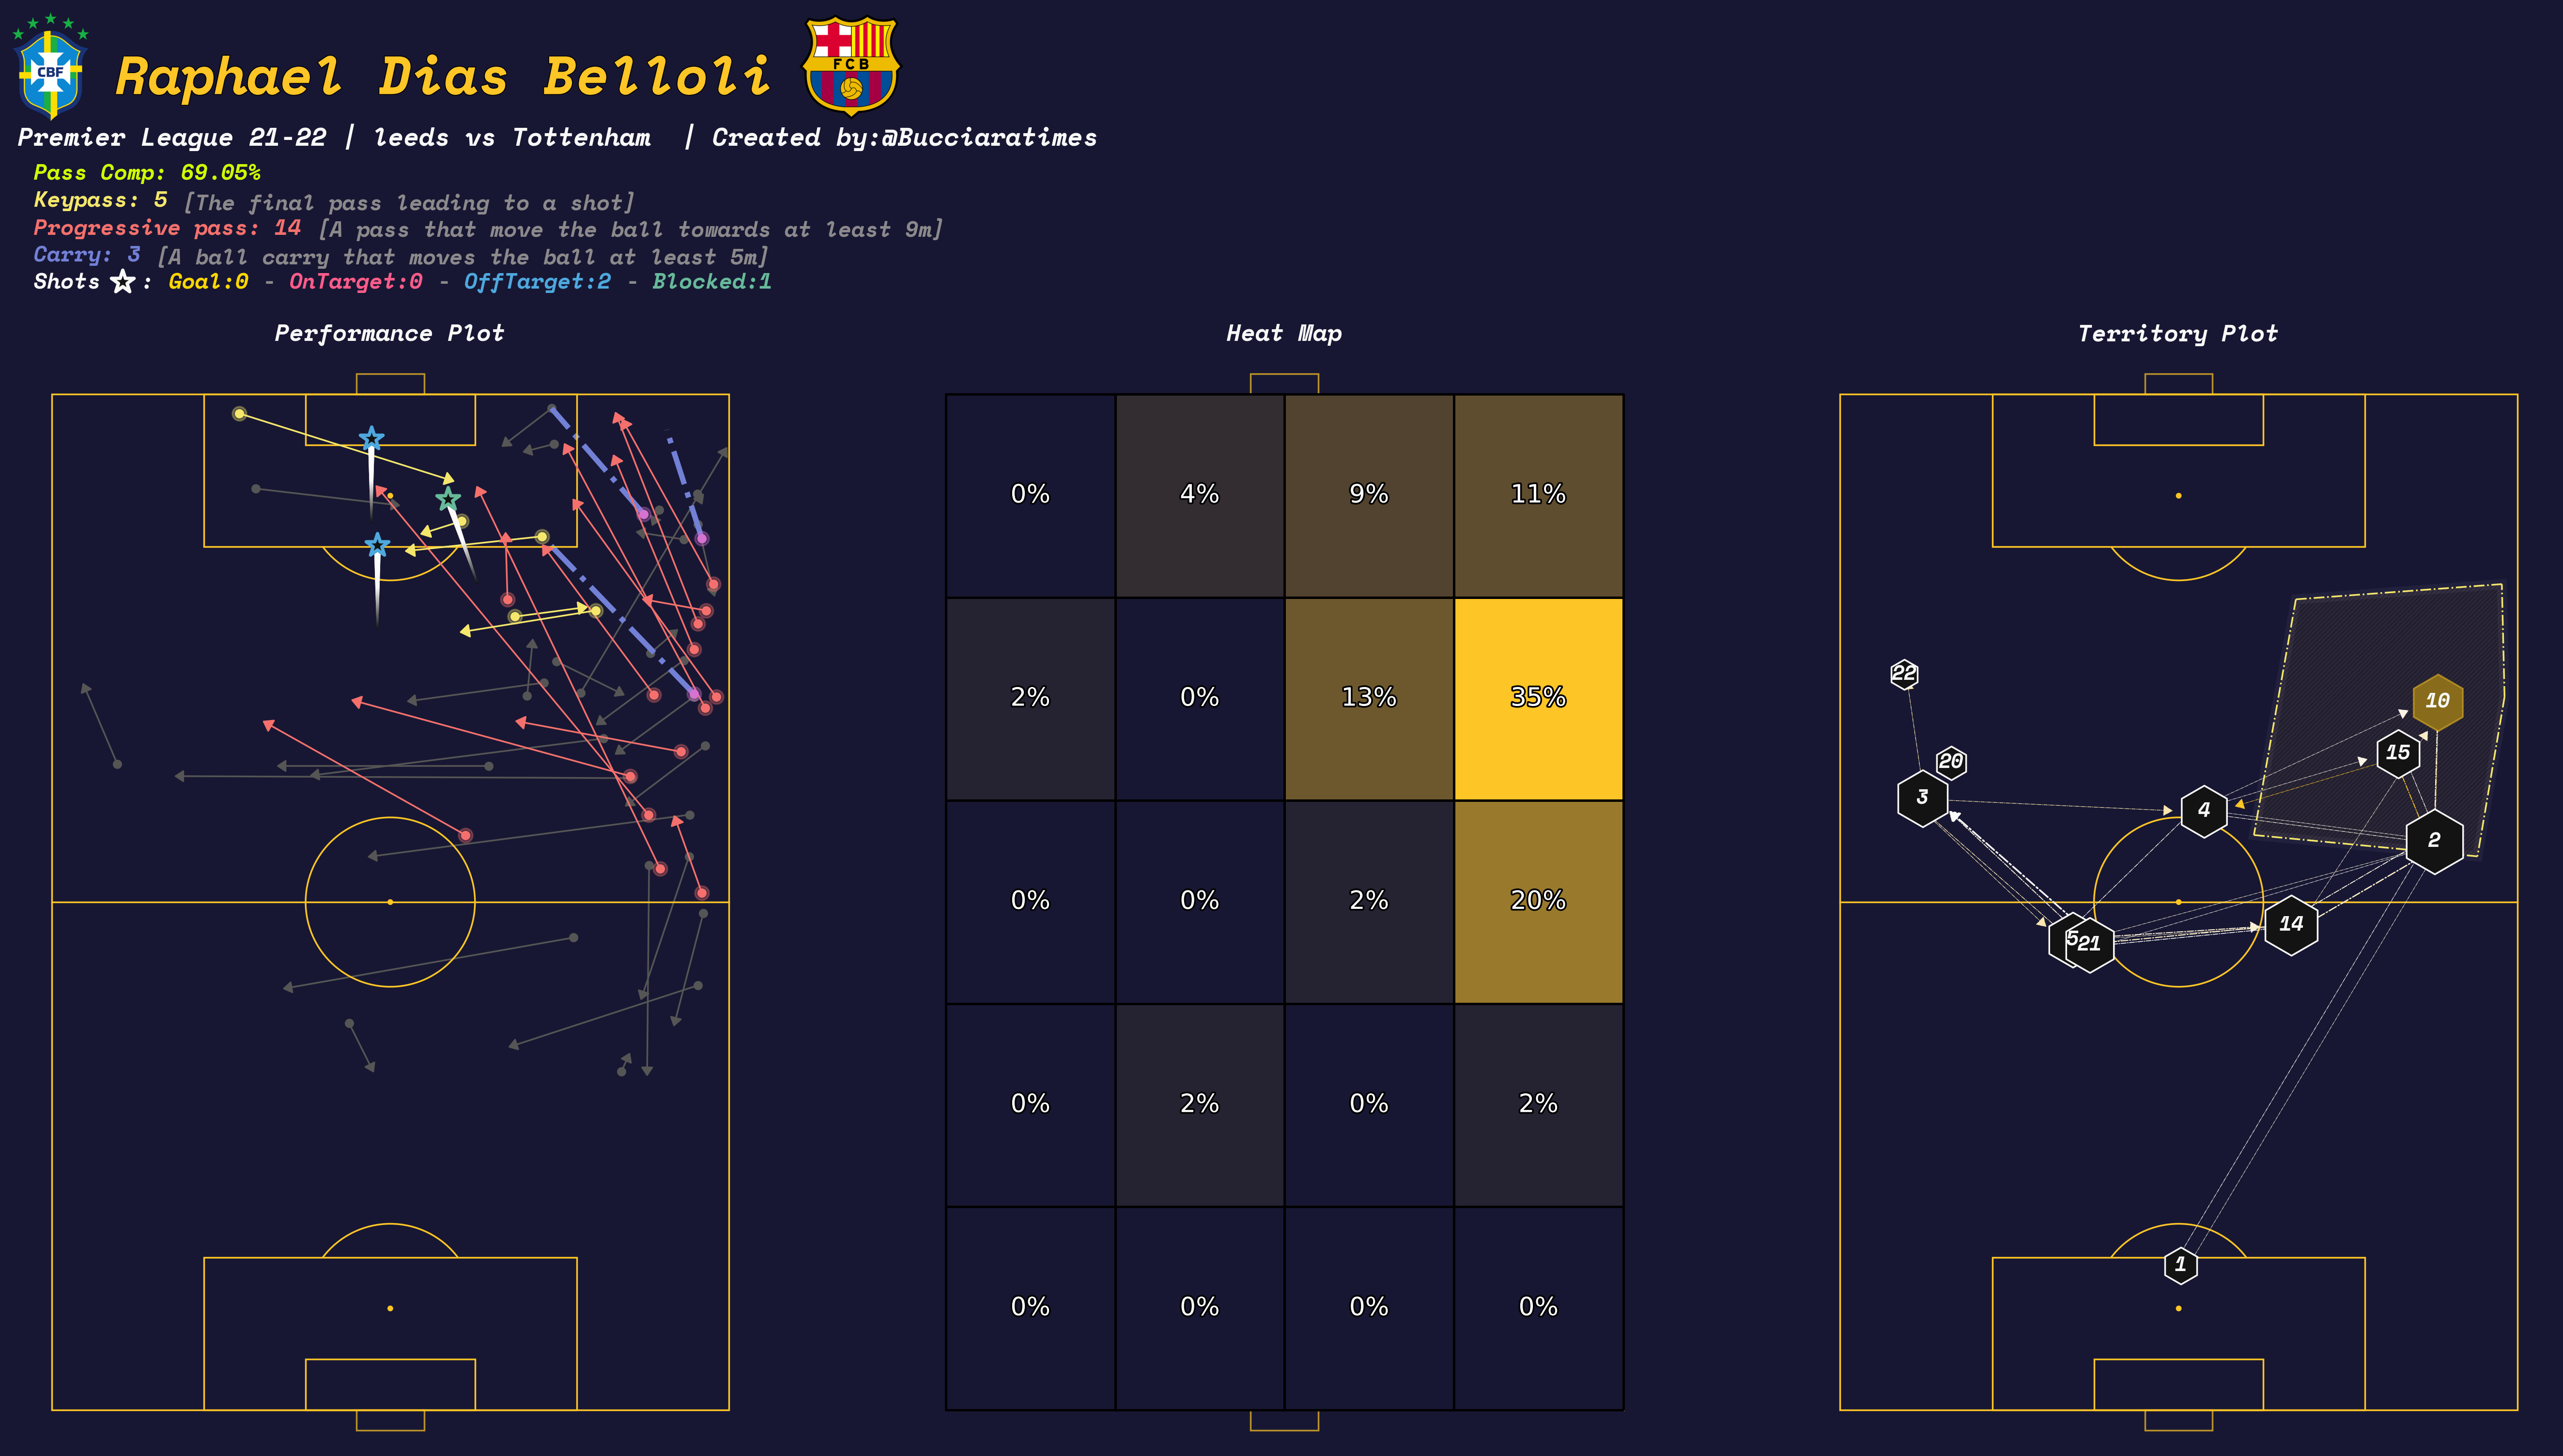 CBF
Raphael Dias Belloli
FCB
Premier League 21-22 | leeds vs Tottenham | Created by:@Bucciaratimes
Pass Comp: 69.05%
Keypass: 5 [The final pass leading to a shot]
Progressive pass: 14 [A pass that move the ball towards at least 9m]
Carry: 3 [A ball carry that moves the ball at least 5m]
Shots : Goal:0 - OnTarget:0 - OffTarget:2 - Blocked:1
Performance Plot
Heat Map
0% 4% 9% 11%
2% 0% 13% 35%
0% 0% 2% 20%
0% 2% 0% 2%
0% 0% 0% 0%
Territory Plot
22
10
15
20
3
4
2
14
5
21
1